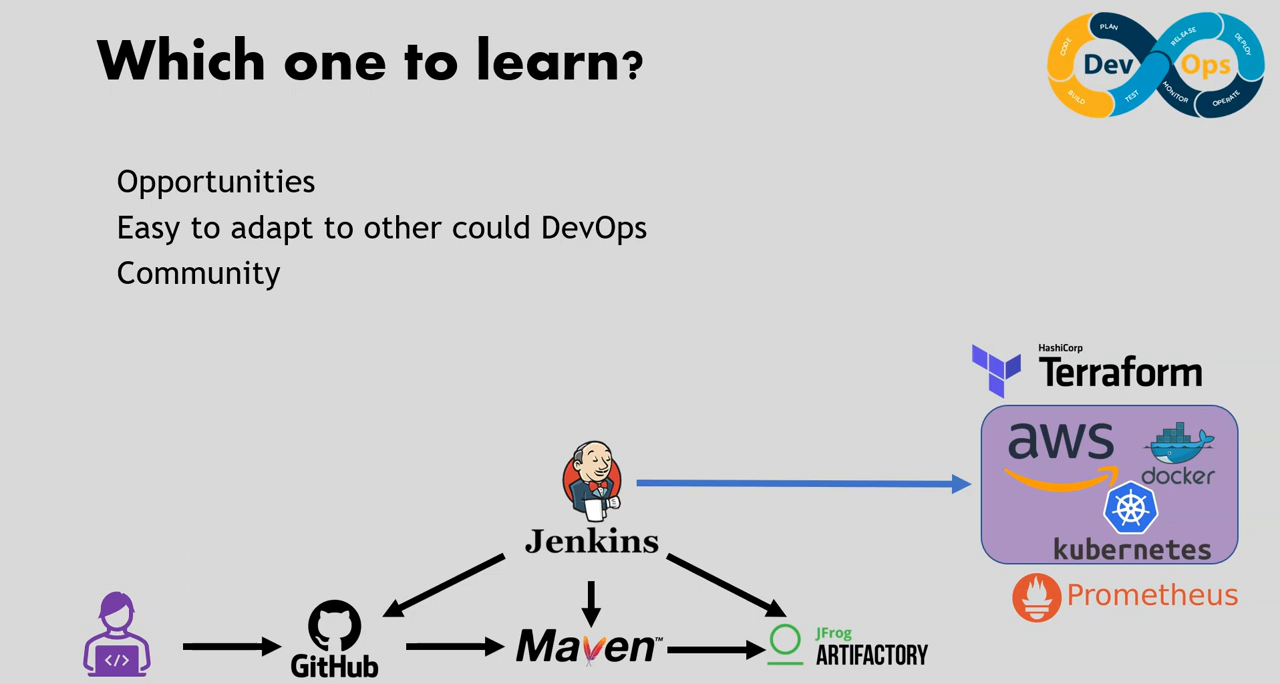 Which one to learn?
PLAN
CODE
BUILD
TEST
RELEASE
DEPLOY
OPERATE
MONITOR
Dev Ops
Opportunities
Easy to adapt to other could DevOps
Community
HashiCorp
Terraform
aws
docker
kubernetes
Prometheus
Jenkins
</>
GitHub
Maven™
JFrog
ARTIFACTORY